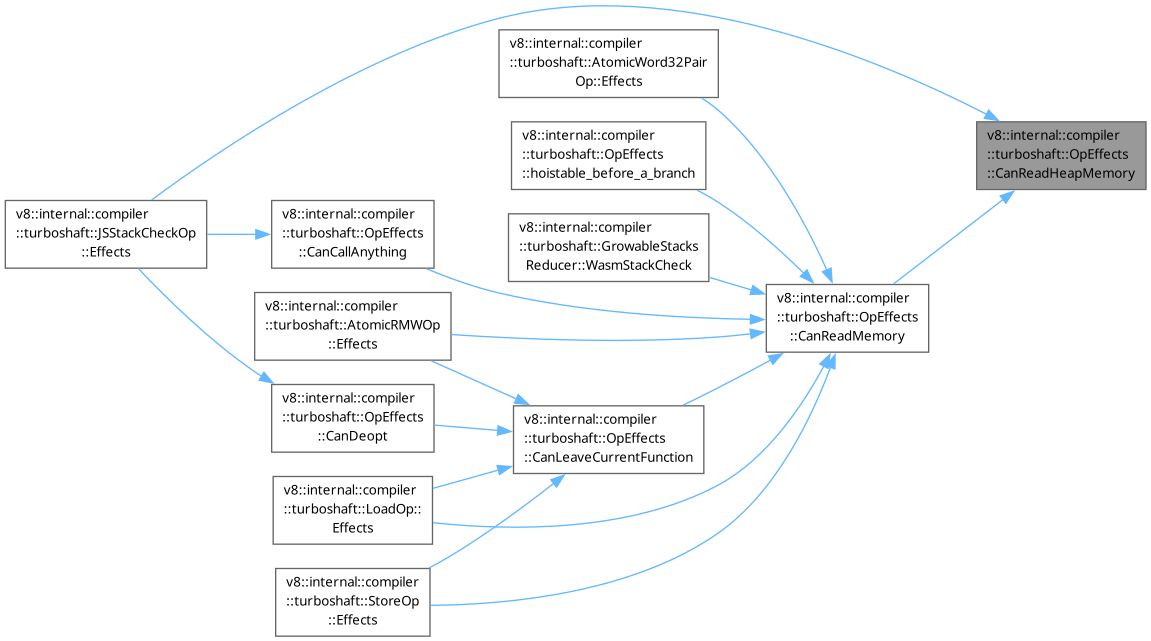 v8::internal::compiler
::turboshaft::AtomicWord32Pair
Op::Effects
v8::internal::compiler
::turboshaft::OpEffects
::CanReadHeapMemory
v8::internal::compiler
::turboshaft::OpEffects
::hoistable_before_a_branch
v8::internal::compiler
::turboshaft::JSStackCheckOp
::Effects
v8::internal::compiler
::turboshaft::OpEffects
::CanCallAnything
v8::internal::compiler
::turboshaft::GrowableStacks
Reducer::WasmStackCheck
v8::internal::compiler
::turboshaft::OpEffects
::CanReadMemory
v8::internal::compiler
::turboshaft::AtomicRMWOp
::Effects
v8::internal::compiler
::turboshaft::OpEffects
::CanDeopt
v8::internal::compiler
::turboshaft::OpEffects
::CanLeaveCurrentFunction
v8::internal::compiler
::turboshaft::LoadOp::
Effects
v8::internal::compiler
::turboshaft::StoreOp
::Effects